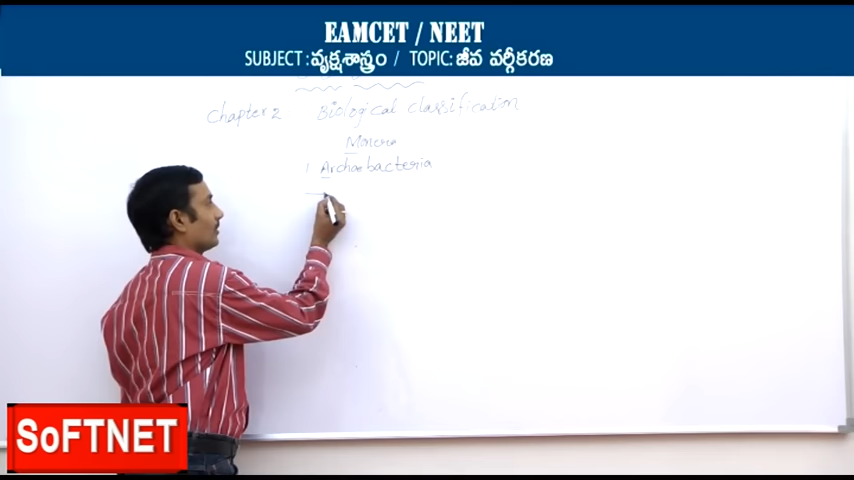 EAMCET / NEET
SUBJECT : వృక్షశాస్త్రం / TOPIC: జీవ వర్గీకరణ
Chapter 2 Biological classification
Monera
1 Archaebacteria
SoFTNET